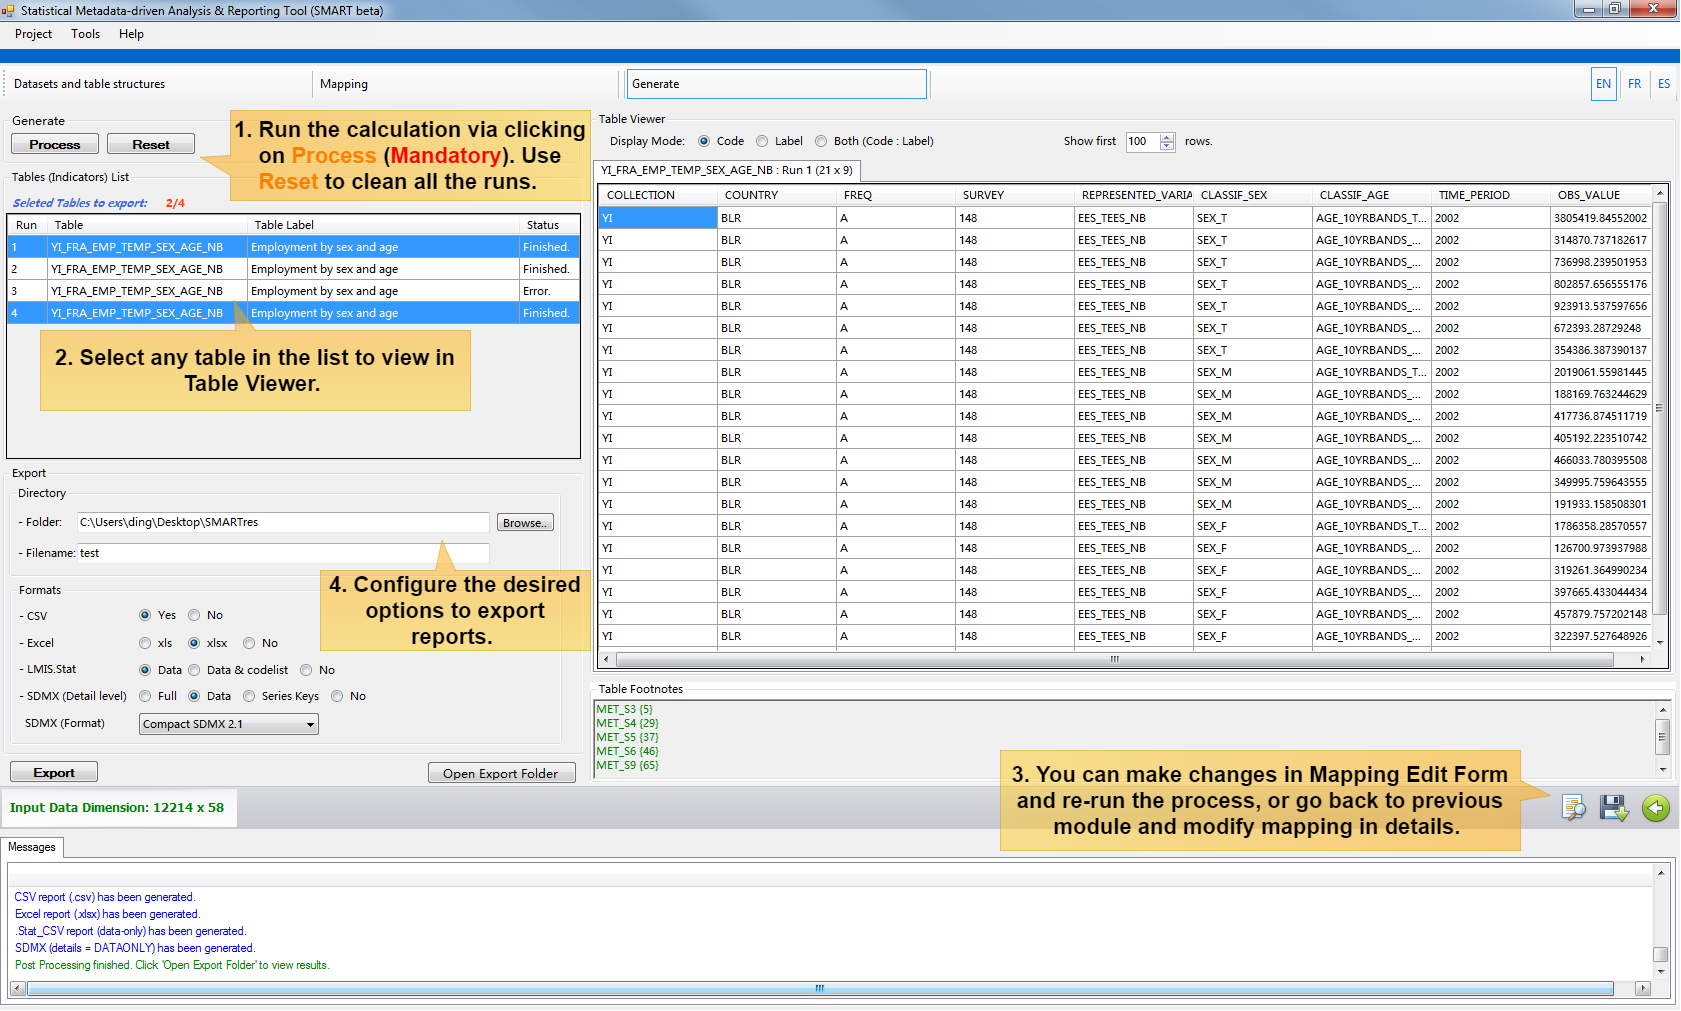 Statistical Metadata-driven Analysis & Reporting Tool (SMART beta)
Project Tools Help
Datasets and table structures Mapping Generate EN FR ES
Generate
Process Reset
1. Run the calculation via clicking
on Process (Mandatory). Use
Reset to clean all the runs.
Tables (Indicators) List
Seleted Tables to export: 2/4
Run Table Table Label Status
1 YI_FRA_EMP_TEMP_SEX_AGE_NB Employment by sex and age Finished.
2 YI_FRA_EMP_TEMP_SEX_AGE_NB Employment by sex and age Finished.
3 YI_FRA_EMP_TEMP_SEX_AGE_NB Employment by sex and age Error.
4 YI_FRA_EMP_TEMP_SEX_AGE_NB Employment by sex and age Finished.
2. Select any table in the list to view in
Table Viewer.
Export
Directory
- Folder: C:\Users\ding\Desktop\SMARTres Browse..
- Filename: test
4. Configure the desired
options to export
reports.
Formats
- CSV Yes No
- Excel xls xlsx No
- LMIS.Stat Data Data & codelist No
- SDMX (Detail level) Full Data Series Keys No
SDMX (Format) Compact SDMX 2.1
Export Open Export Folder
Table Viewer
Display Mode: Code Label Both (Code : Label) Show first 100 rows.
YI_FRA_EMP_TEMP_SEX_AGE_NB : Run 1 (21 x 9)
COLLECTION COUNTRY FREQ SURVEY REPRESENTED_VARIA CLASSIF_SEX CLASSIF_AGE TIME_PERIOD OBS_VALUE
YI BLR A 148 EES_TEES_NB SEX_T AGE_10YRBANDS_T... 2002 3805419.84552002
YI BLR A 148 EES_TEES_NB SEX_T AGE_10YRBANDS_... 2002 314870.737182617
YI BLR A 148 EES_TEES_NB SEX_T AGE_10YRBANDS_... 2002 736998.239501953
YI BLR A 148 EES_TEES_NB SEX_T AGE_10YRBANDS_... 2002 802857.656555176
YI BLR A 148 EES_TEES_NB SEX_T AGE_10YRBANDS_... 2002 923913.537597656
YI BLR A 148 EES_TEES_NB SEX_T AGE_10YRBANDS_... 2002 672393.28729248
YI BLR A 148 EES_TEES_NB SEX_T AGE_10YRBANDS_... 2002 354386.387390137
YI BLR A 148 EES_TEES_NB SEX_M AGE_10YRBANDS_T... 2002 2019061.55981445
YI BLR A 148 EES_TEES_NB SEX_M AGE_10YRBANDS_... 2002 188169.763244629
YI BLR A 148 EES_TEES_NB SEX_M AGE_10YRBANDS_... 2002 417736.874511719
YI BLR A 148 EES_TEES_NB SEX_M AGE_10YRBANDS_... 2002 405192.223510742
YI BLR A 148 EES_TEES_NB SEX_M AGE_10YRBANDS_... 2002 466033.780395508
YI BLR A 148 EES_TEES_NB SEX_M AGE_10YRBANDS_... 2002 349995.759643555
YI BLR A 148 EES_TEES_NB SEX_M AGE_10YRBANDS_... 2002 191933.158508301
YI BLR A 148 EES_TEES_NB SEX_F AGE_10YRBANDS_T... 2002 1786358.28570557
YI BLR A 148 EES_TEES_NB SEX_F AGE_10YRBANDS_... 2002 126700.973937988
YI BLR A 148 EES_TEES_NB SEX_F AGE_10YRBANDS_... 2002 319261.364990234
YI BLR A 148 EES_TEES_NB SEX_F AGE_10YRBANDS_... 2002 397665.433044434
YI BLR A 148 EES_TEES_NB SEX_F AGE_10YRBANDS_... 2002 457879.757202148
YI BLR A 148 EES_TEES_NB SEX_F AGE_10YRBANDS_... 2002 322397.527648926
Table Footnotes
MET_S3 {5}
MET_S4 {29}
MET_S5 {37}
MET_S6 {46}
MET_S9 {65}
3. You can make changes in Mapping Edit Form
and re-run the process, or go back to previous
module and modify mapping in details.
Input Data Dimension: 12214 x 58
Messages
CSV report (.csv) has been generated.
Excel report (.xlsx) has been generated.
.Stat_CSV report (data-only) has been generated.
SDMX (details = DATAONLY) has been generated.
Post Processing finished. Click 'Open Export Folder' to view results.